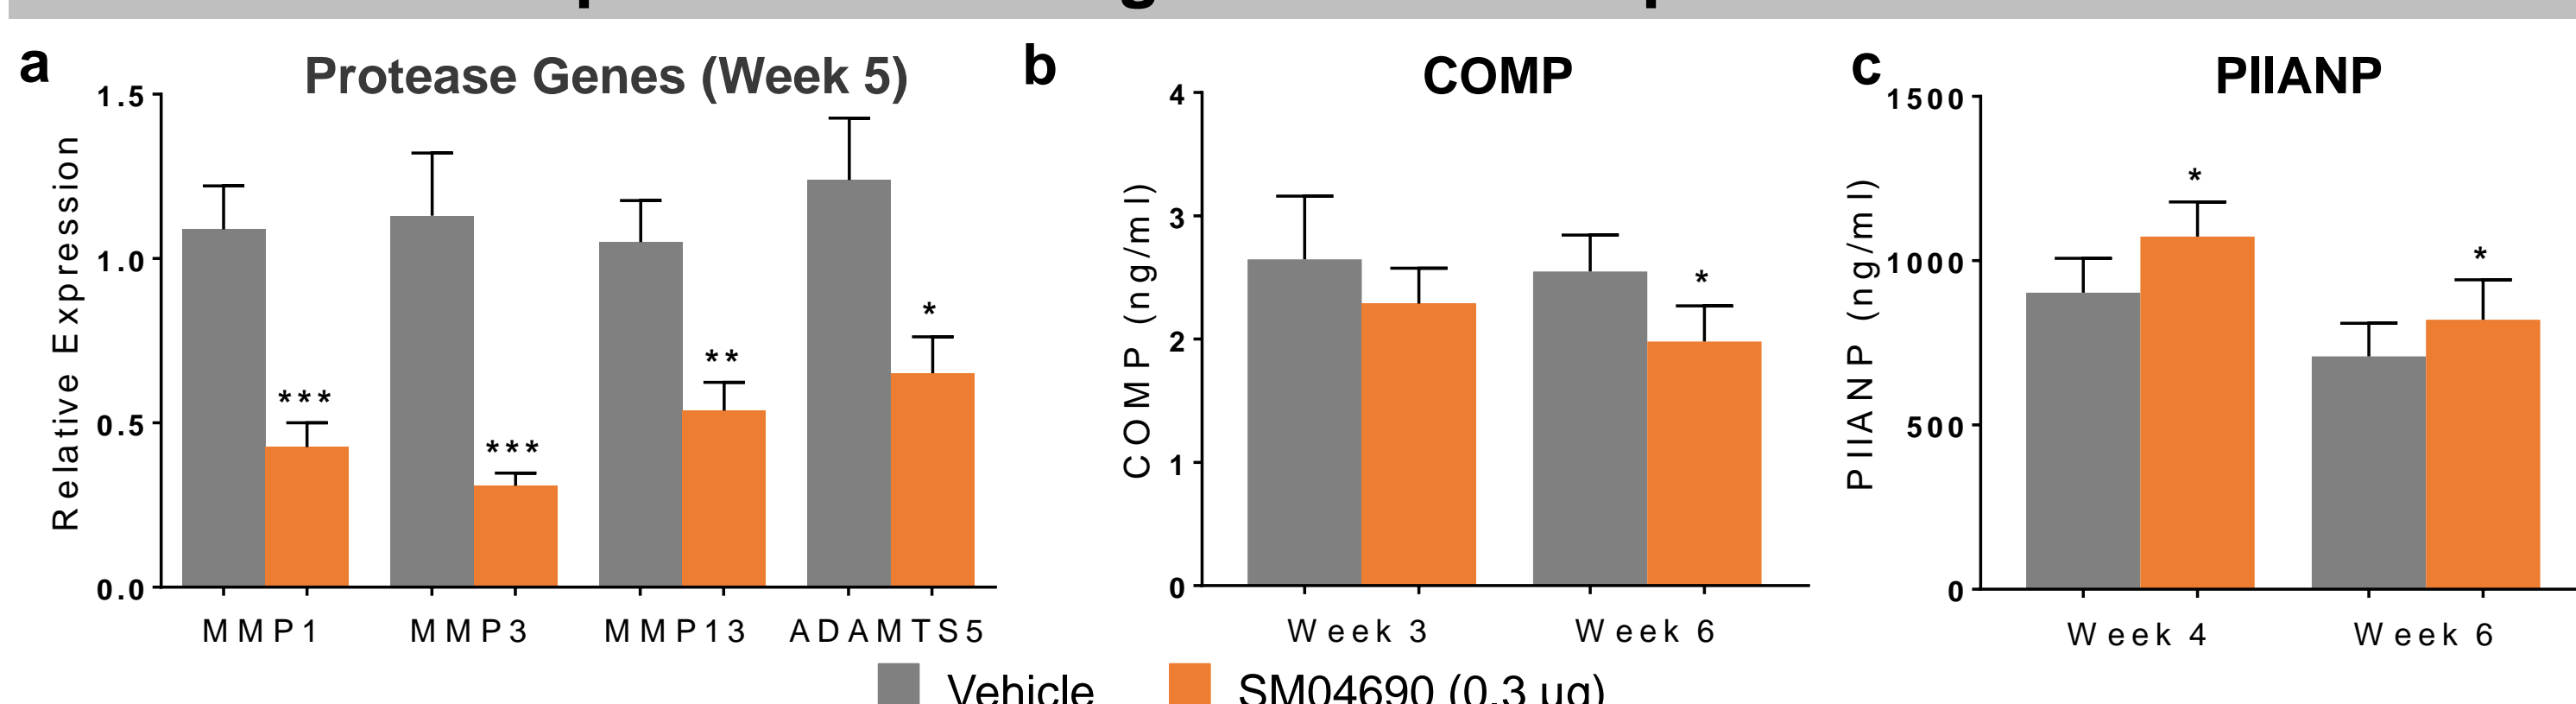 a
Protease Genes (Week 5)
Relative Expression
1.5
1.0
0.5
0.0
***
***
**
*
MMP1
MMP3
MMP13
ADAMTS5
b
COMP
COMP (ng/ml)
4
3
2
1
0
*
Week 3
Week 6
c
PIIANP
PIIANP (ng/ml)
1500
1000
500
0
*
*
Week 4
Week 6
Vehicle
SM04690 (0.3 µg)